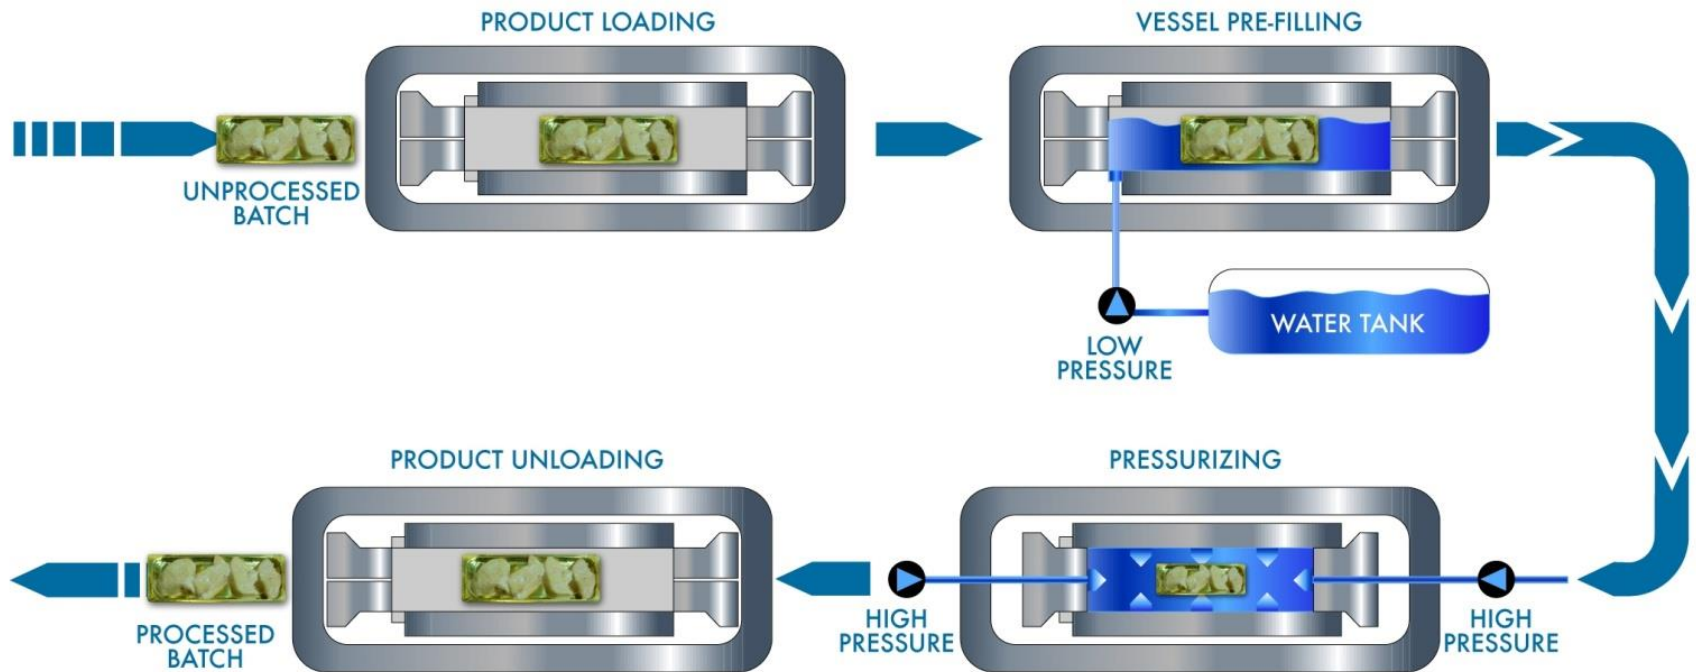 PRODUCT LOADING
VESSEL PRE-FILLING
UNPROCESSED
BATCH
WATER TANK
LOW
PRESSURE
PRODUCT UNLOADING
PRESSURIZING
HIGH
PRESSURE
HIGH
PRESSURE
PROCESSED
BATCH